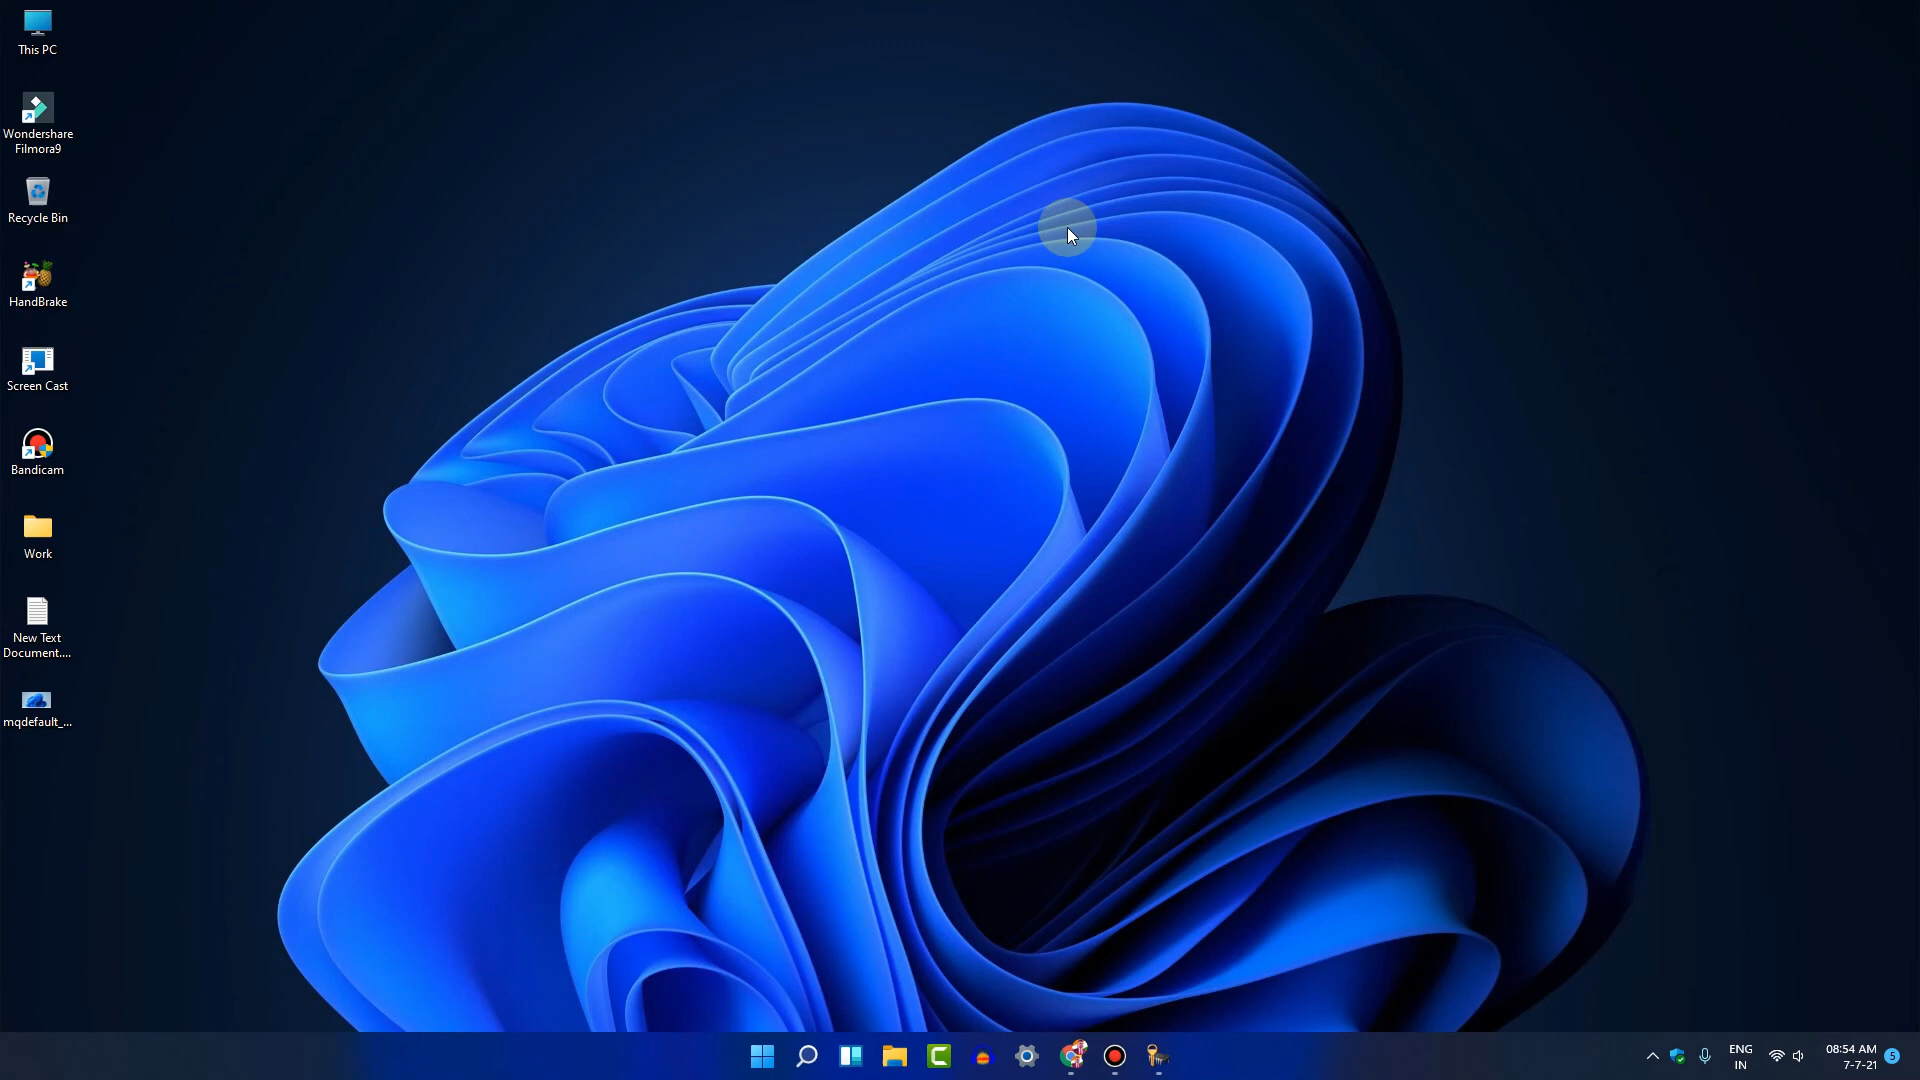 This PC
Wondershare
Filmora9
Recycle Bin
HandBrake
Screen Cast
Bandicam
Work
New Text
Document....
mqdefault_...
ENG
IN
08:54 AM
7-7-21
5